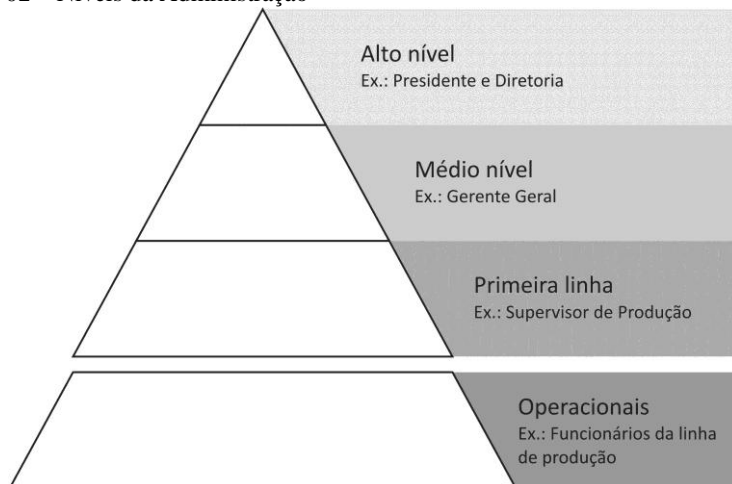 Alto nível
Ex.: Presidente e Diretoria
Médio nível
Ex.: Gerente Geral
Primeira linha
Ex.: Supervisor de Produção
Operacionais
Ex.: Funcionários da linha
de produção